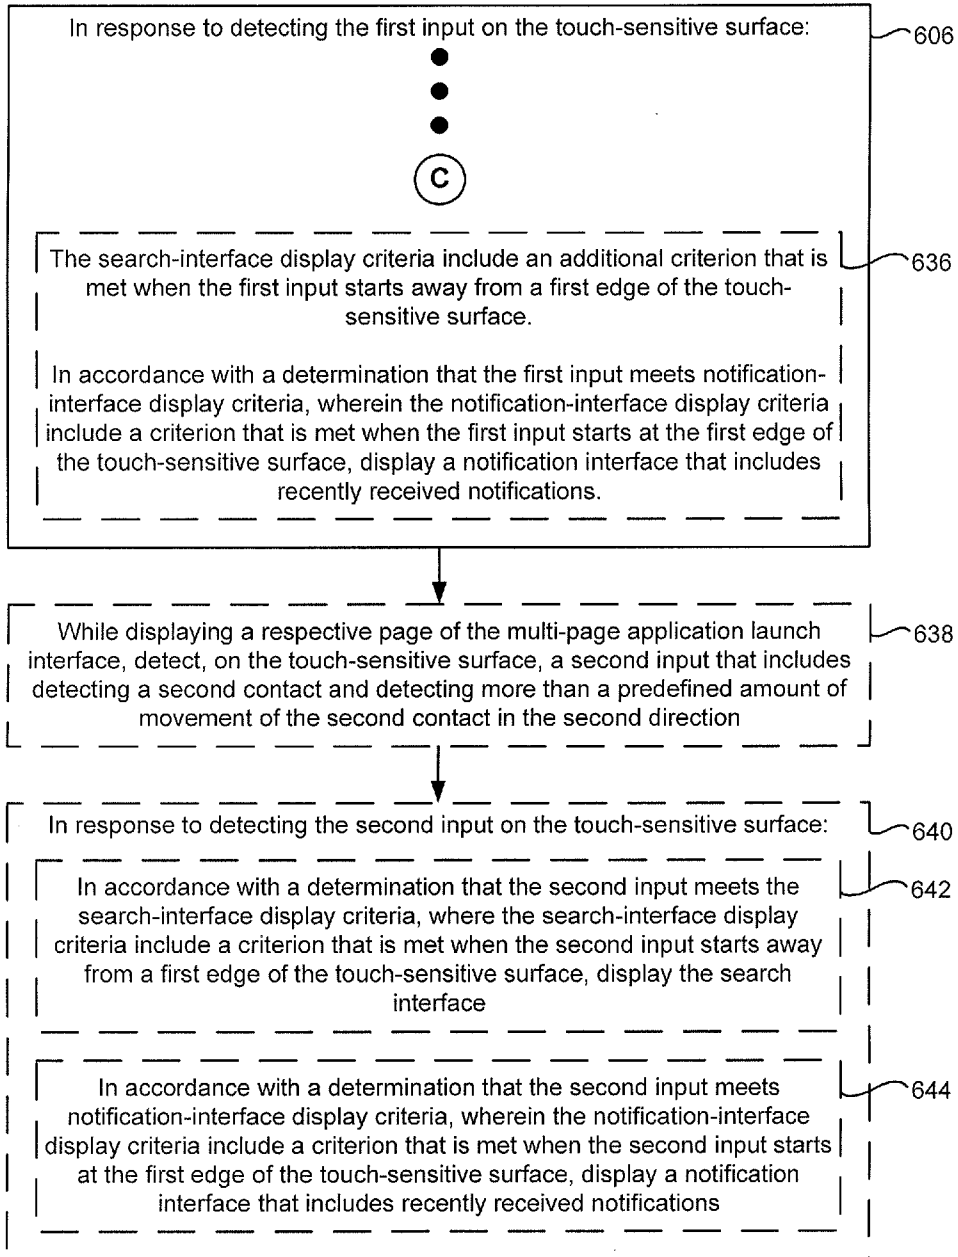 In response to detecting the first input on the touch-sensitive surface:
606
C
The search-interface display criteria include an additional criterion that is
636
met when the first input starts away from a first edge of the touch-
sensitive surface.
In accordance with a determination that the first input meets notification-
interface display criteria, wherein the notification-interface display criteria
include a criterion that is met when the first input starts at the first edge of
the touch-sensitive surface, display a notification interface that includes
recently received notifications.
While displaying a respective page of the multi-page application launch
638
interface, detect, on the touch-sensitive surface, a second input that includes
detecting a second contact and detecting more than a predefined amount of
movement of the second contact in the second direction
In response to detecting the second input on the touch-sensitive surface:
640
In accordance with a determination that the second input meets the
642
search-interface display criteria, where the search-interface display
criteria include a criterion that is met when the second input starts away
from a first edge of the touch-sensitive surface, display the search
interface
In accordance with a determination that the second input meets
644
notification-interface display criteria, wherein the notification-interface
display criteria include a criterion that is met when the second input starts
at the first edge of the touch-sensitive surface, display a notification
interface that includes recently received notifications